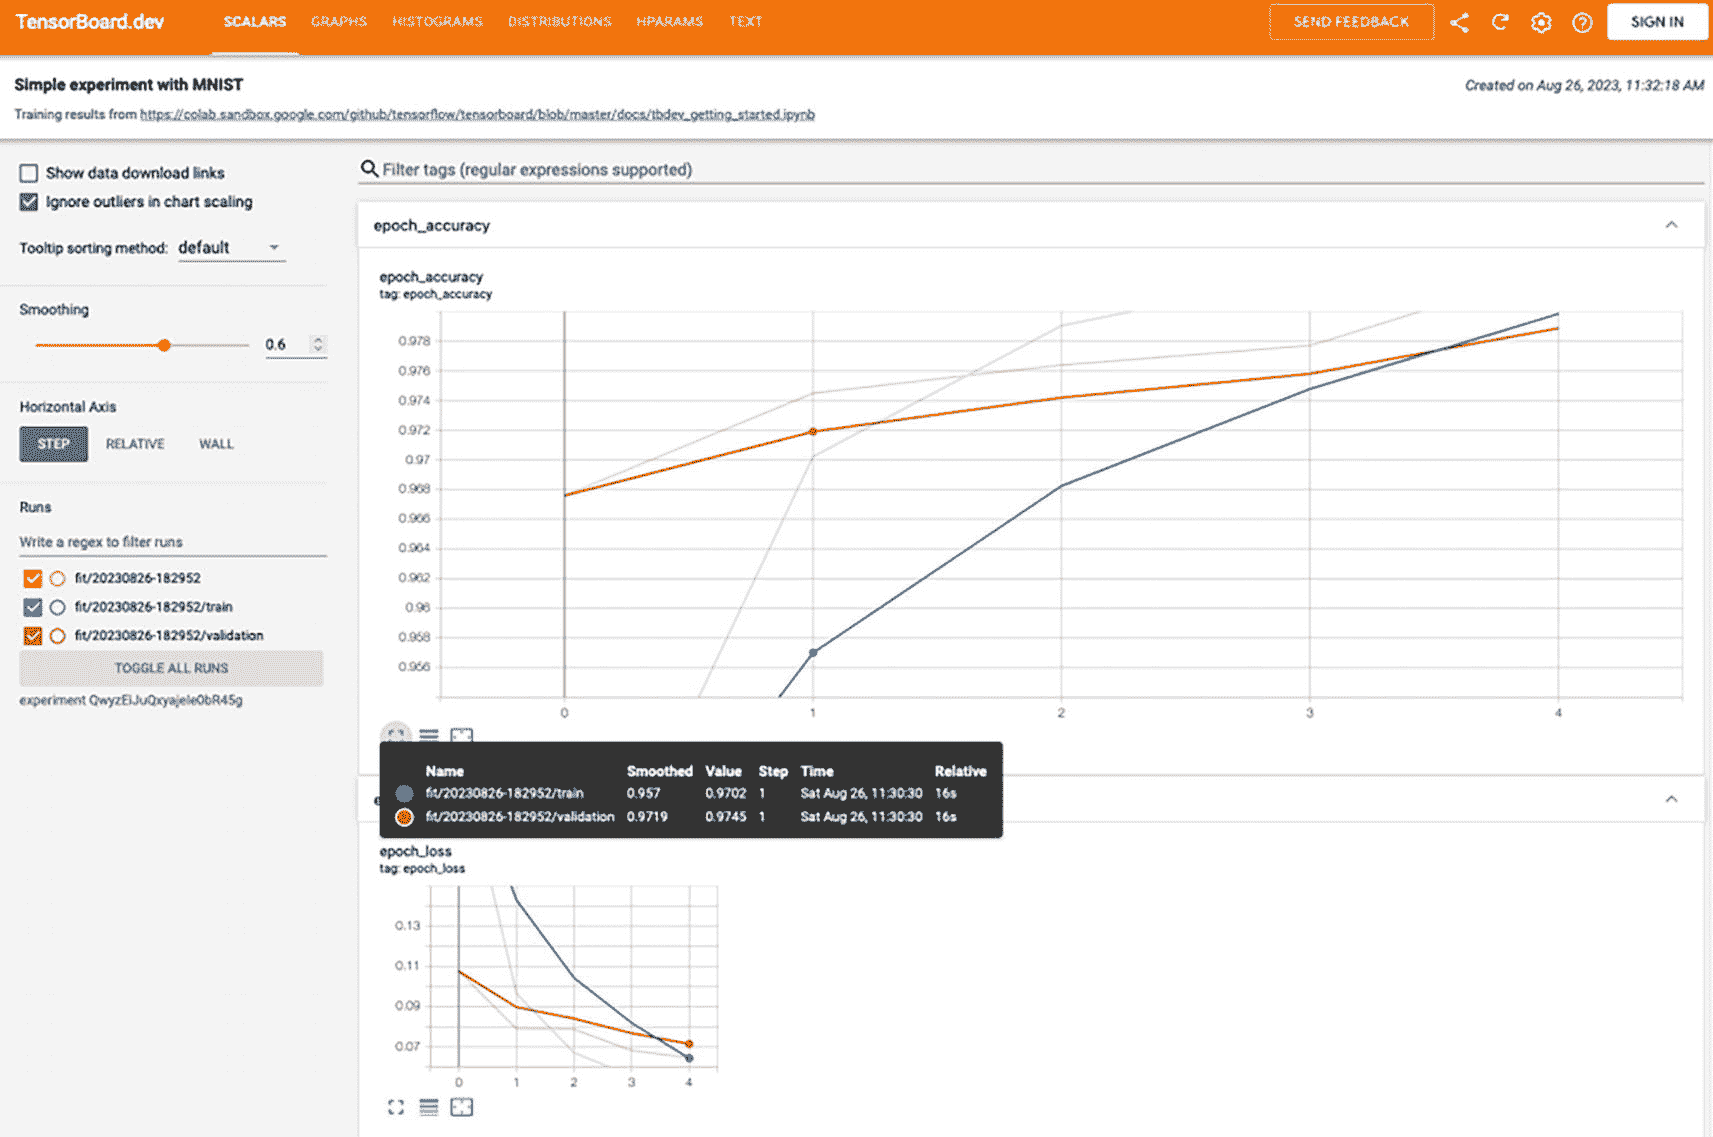 TensorBoard.dev SCALARS GRAPHS HISTOGRAMS DISTRIBUTIONS HPARAMS TEXT SEND FEEDBACK SIGN IN
Simple experiment with MNIST
Created on Aug 26, 2023, 11:32:18 AM
Training results from https://colab.sandbox.google.com/github/tensorflow/tensorboard/blob/master/docs/tbdev_getting_started.ipynb
Show data download links
Ignore outliers in chart scaling
Tooltip sorting method: default
Smoothing
0.6
Horizontal Axis
STEP RELATIVE WALL
Runs
Write a regex to filter runs
fit/20230826-182952
fit/20230826-182952/train
fit/20230826-182952/validation
TOGGLE ALL RUNS
experiment
Filter tags (regular expressions supported)
epoch_accuracy
epoch_accuracy
tag: epoch_accuracy
0.978
0.976
0.974
0.972
0.97
0.968
0.966
0.964
0.962
0.96
0.958
0.956
0 1 2 3 4
Name Smoothed Value Step Time Relative
fit/20230826-182952/train 0.957 0.9702 1 Sat Aug 26, 11:30:30 16s
fit/20230826-182952/validation 0.9719 0.9745 1 Sat Aug 26, 11:30:30 16s
epoch_loss
tag: epoch_loss
0.13
0.11
0.09
0.07
0 1 2 3 4